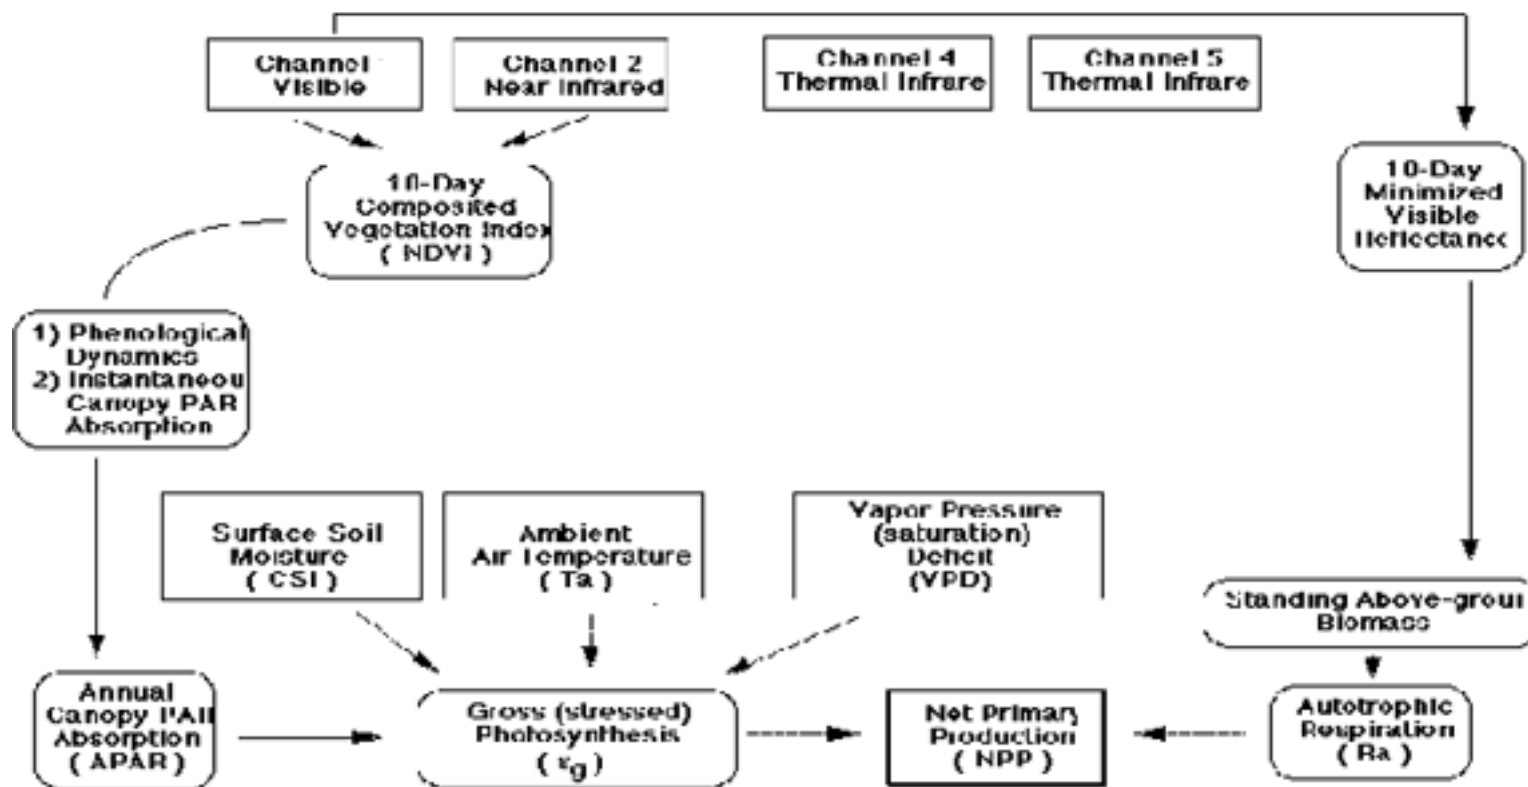 Channel
Visible
Channel 2
Near Infrared
Channel 4
Thermal Infrare
Channel 5
Thermal Infrare
10-Day
Composited
Vegetation Index
( NDVI )
10-Day
Minimized
Visible
Reflectance
1) Phenological
Dynamics
2) Instantaneou
Canopy PAR
Absorption
Surface Soil
Moisture
( CSI )
Ambient
Air Temperature
( Ta )
Vapor Pressure
(saturation)
Deficit
(VPD)
Standing Above-grou
Biomass
Annual
Canopy PAR
Absorption
( APAR )
Gross (stressed)
Photosynthesis
( εg )
Net Primary
Production
( NPP )
Autotrophic
Respiration
( Ra )